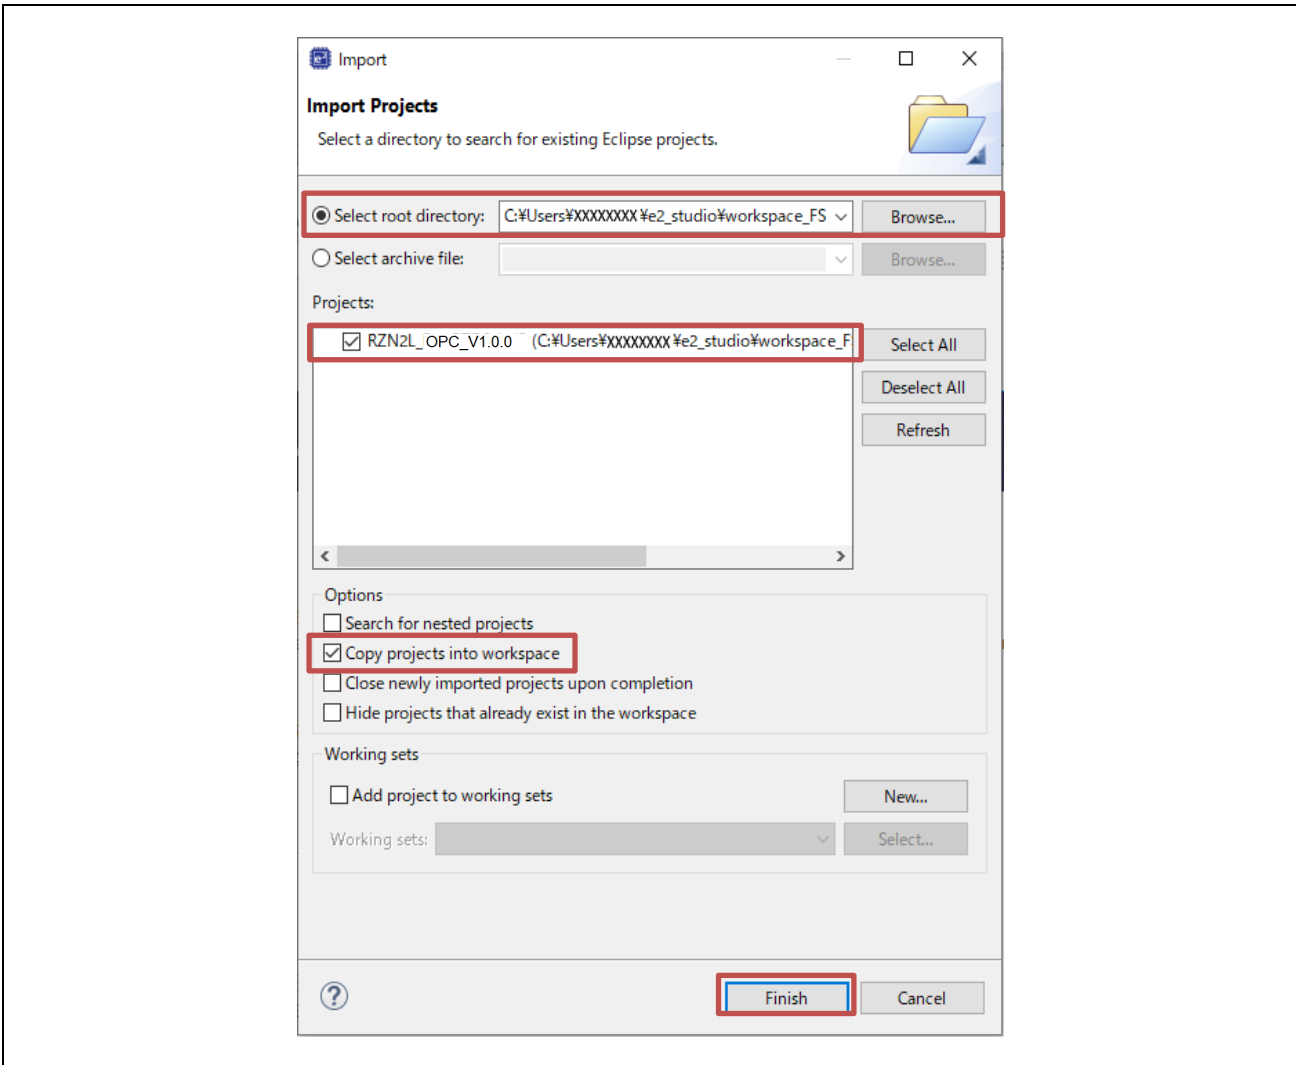 Import
Import Projects
Select a directory to search for existing Eclipse projects.
Select root directory: C:¥Users¥XXXXXXXX¥e2_studio¥workspace_FS Browse...
Select archive file: Browse...
Projects:
RZN2L_OPC_V1.0.0 (C:¥Users¥XXXXXXXX¥e2_studio¥workspace_F
Select All
Deselect All
Refresh
Options
Search for nested projects
Copy projects into workspace
Close newly imported projects upon completion
Hide projects that already exist in the workspace
Working sets
Add project to working sets New...
Working sets: Select...
Finish Cancel